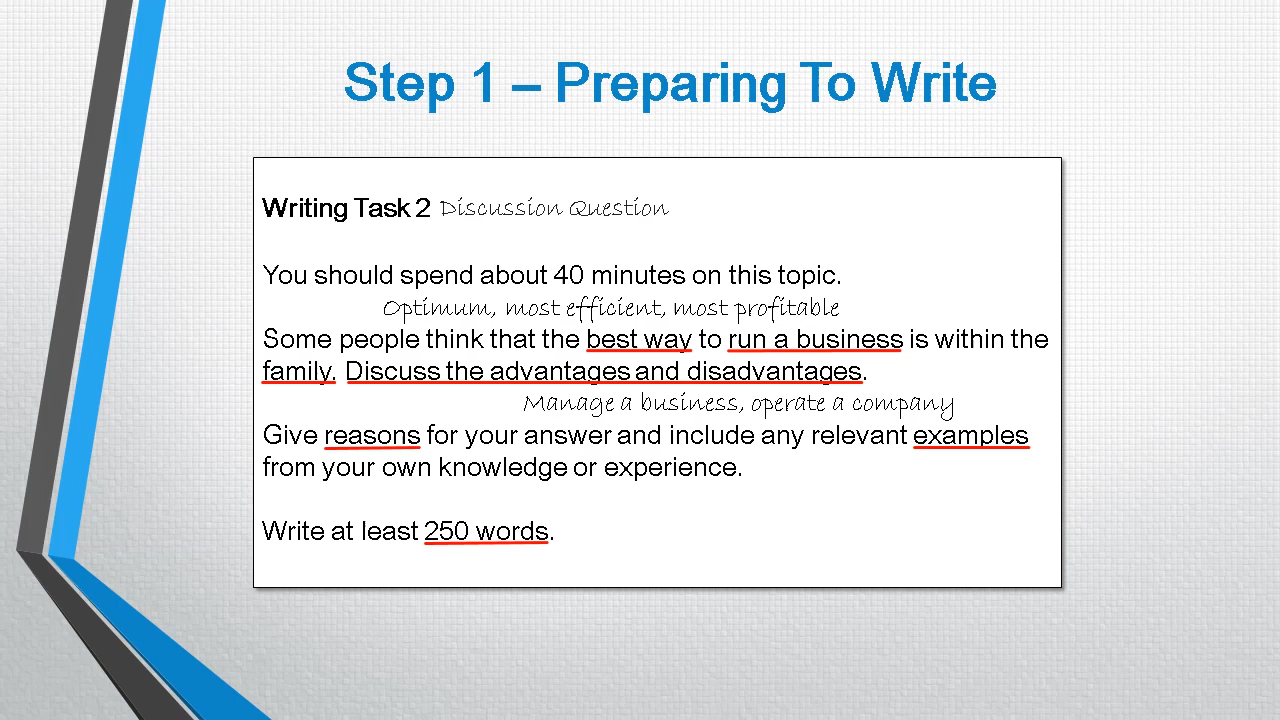 Step 1 – Preparing To Write
Writing Task 2 Discussion Question
You should spend about 40 minutes on this topic.
Optimum, most efficient, most profitable
Some people think that the best way to run a business is within the
family. Discuss the advantages and disadvantages.
Manage a business, operate a company
Give reasons for your answer and include any relevant examples
from your own knowledge or experience.
Write at least 250 words.